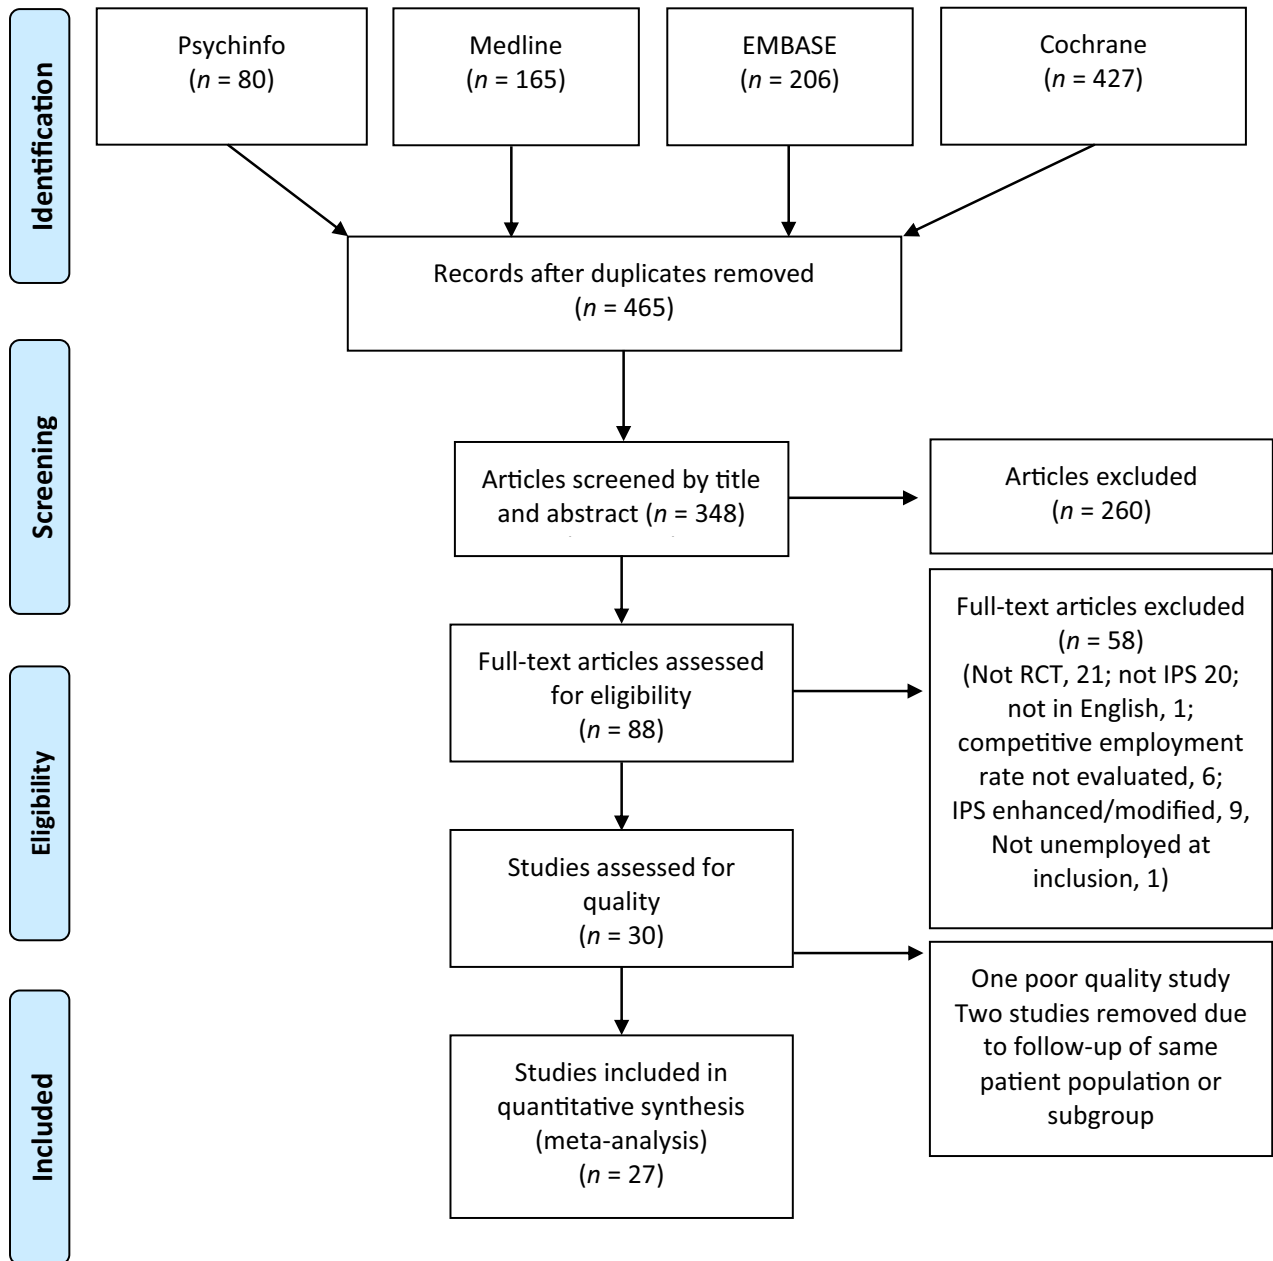 Identification
Psychinfo
(n = 80)
Medline
(n = 165)
EMBASE
(n = 206)
Cochrane
(n = 427)
Records after duplicates removed
(n = 465)
Screening
Articles screened by title
and abstract (n = 348)
Articles excluded
(n = 260)
Eligibility
Full-text articles assessed
for eligibility
(n = 88)
Full-text articles excluded
(n = 58)
(Not RCT, 21; not IPS 20;
not in English, 1;
competitive employment
rate not evaluated, 6;
IPS enhanced/modified, 9,
Not unemployed at
inclusion, 1)
Studies assessed for
quality
(n = 30)
One poor quality study
Two studies removed due
to follow-up of same
patient population or
subgroup
Included
Studies included in
quantitative synthesis
(meta-analysis)
(n = 27)